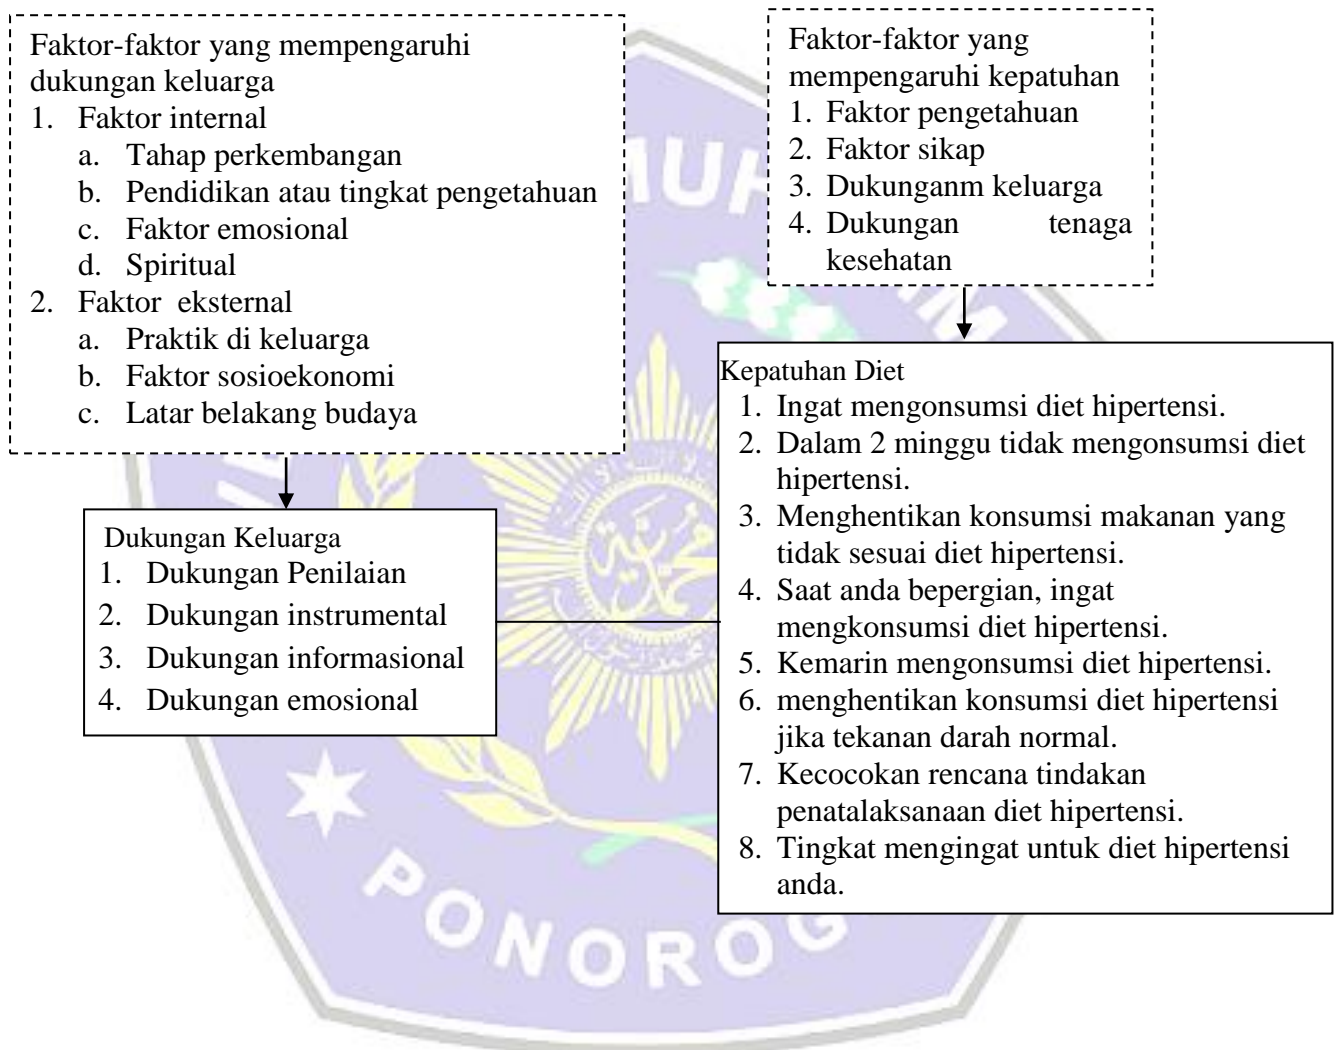 Faktor-faktor yang mempengaruhi
dukungan keluarga
1. Faktor internal
a. Tahap perkembangan
b. Pendidikan atau tingkat pengetahuan
c. Faktor emosional
d. Spiritual
2. Faktor eksternal
a. Praktik di keluarga
b. Faktor sosioekonomi
c. Latar belakang budaya
Faktor-faktor yang
mempengaruhi kepatuhan
1. Faktor pengetahuan
2. Faktor sikap
3. Dukunganm keluarga
4. Dukungan tenaga
kesehatan
Dukungan Keluarga
1. Dukungan Penilaian
2. Dukungan instrumental
3. Dukungan informasional
4. Dukungan emosional
Kepatuhan Diet
1. Ingat mengonsumsi diet hipertensi.
2. Dalam 2 minggu tidak mengonsumsi diet
hipertensi.
3. Menghentikan konsumsi makanan yang
tidak sesuai diet hipertensi.
4. Saat anda bepergian, ingat
mengkonsumsi diet hipertensi.
5. Kemarin mengonsumsi diet hipertensi.
6. menghentikan konsumsi diet hipertensi
jika tekanan darah normal.
7. Kecocokan rencana tindakan
penatalaksanaan diet hipertensi.
8. Tingkat mengingat untuk diet hipertensi
anda.
PONOROG